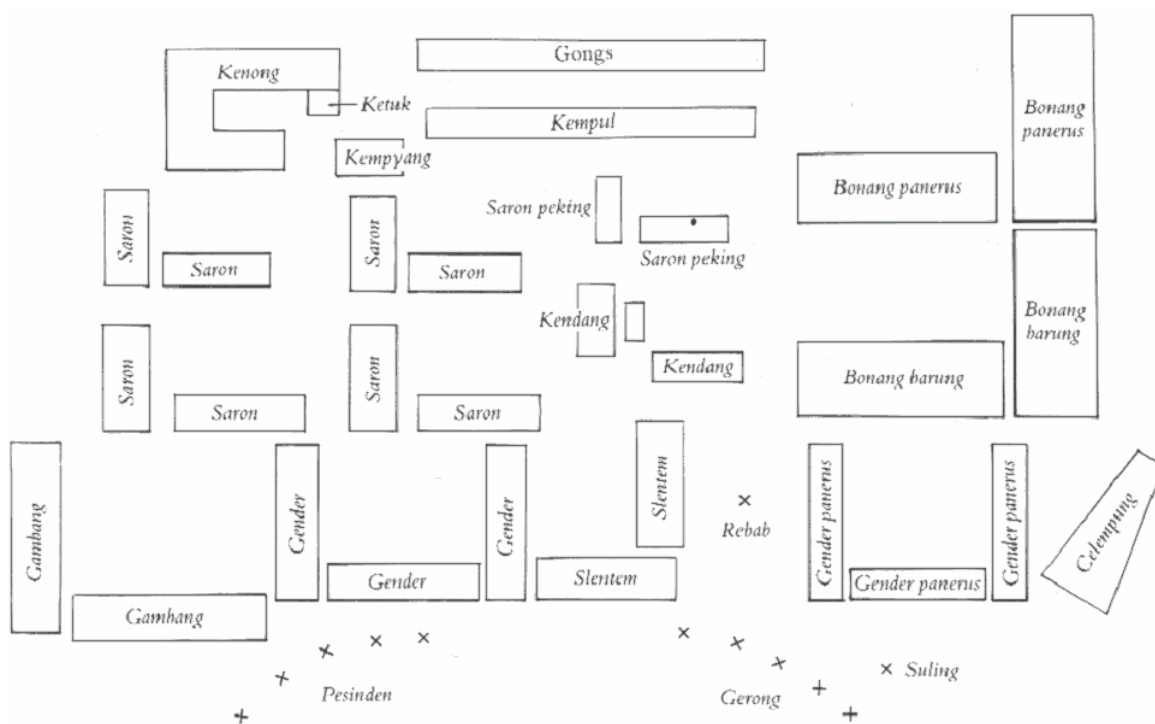 Gongs
Kenong
Ketuk
Kempul
Bonang
panerus
Kempyang
Bonang panerus
Saron peking
Saron
Saron
Saron peking
Saron
Saron
Bonang
barung
Kendang
Kendang
Saron
Saron
Bonang barung
Saron
Saron
Slentem
Gender
Gender
Gender panerus
Gender panerus
Celempung
Gambang
Rebab
Gender
Slentem
Gender panerus
Gambang
Pesinden
Gerong
Suling